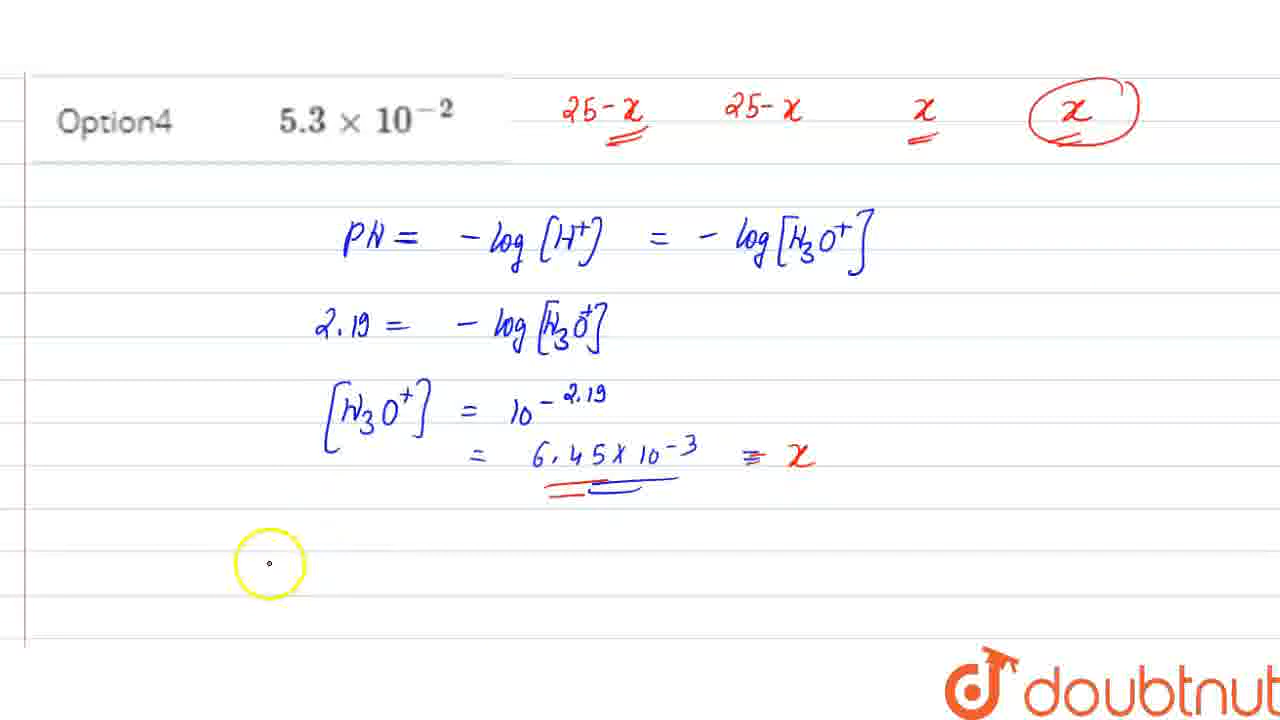 Option4 5.3 × 10⁻² 25-x 25-x x x
PH = -log[H⁺] = -log[H₃O⁺]
2.19 = -log[H₃O⁺]
[H₃O⁺] = 10⁻²·¹⁹
= 6.45×10⁻³ = x
doubtnut